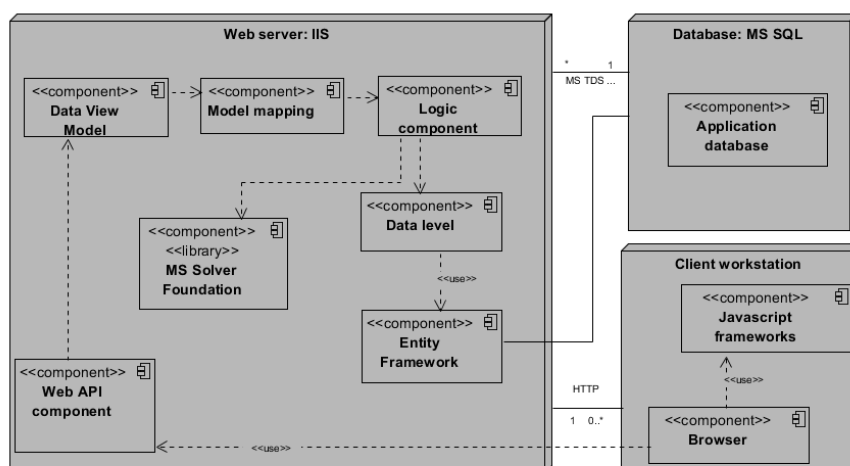 Web server: IIS
<<component>>
Data View
Model
<<component>>
Model mapping
<<component>>
Logic
component
<<component>>
<<library>>
MS Solver
Foundation
<<component>>
Data level
<<use>>
<<component>>
Entity
Framework
<<component>>
Web API
component
<<use>>
* 1
MS TDS ...
Database: MS SQL
<<component>>
Application
database
HTTP
1 0..*
Client workstation
<<component>>
Javascript
frameworks
<<use>>
<<component>>
Browser